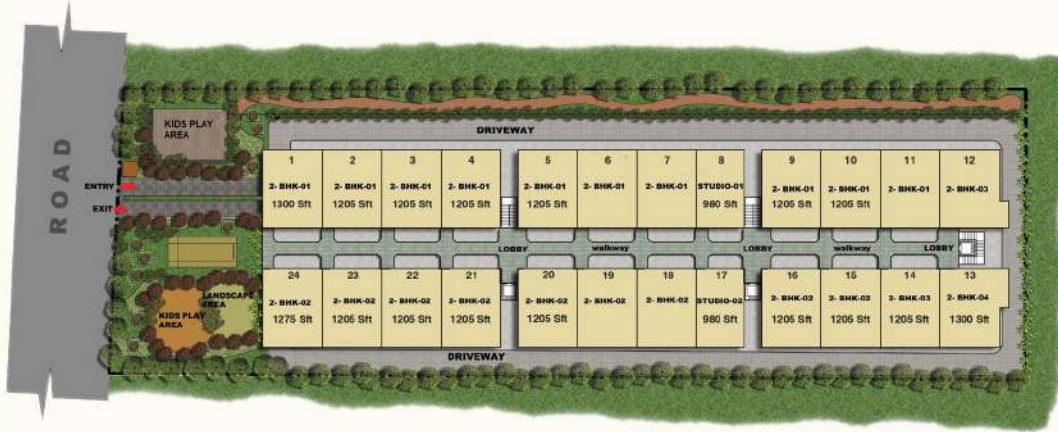 ROAD
KIDS PLAY
AREA
DRIVEWAY
ENTRY
EXIT
1
2- BHK-01
1300 Sft
2
2- BHK-01
1205 Sft
3
2- BHK-01
1205 Sft
4
2- BHK-01
1205 Sft
5
2- BHK-01
1205 Sft
6
2- BHK-01
7
2- BHK-01
8
STUDIO-01
980 Sft
9
2- BHK-01
1205 Sft
10
2- BHK-01
1205 Sft
11
2- BHK-01
12
2- BHK-03
LOBBY
walkway
LOBBY
walkway
LOBBY
24
2- BHK-02
1275 Sft
23
2- BHK-02
1205 Sft
22
2- BHK-02
1205 Sft
21
2- BHK-02
1205 Sft
20
2- BHK-02
1205 Sft
19
2- BHK-02
18
2- BHK-02
17
STUDIO-02
980 Sft
16
2- BHK-02
1205 Sft
15
2- BHK-02
1205 Sft
14
2- BHK-03
1205 Sft
13
2- BHK-04
1300 Sft
LANDSCAPE
AREA
KIDS PLAY
AREA
DRIVEWAY